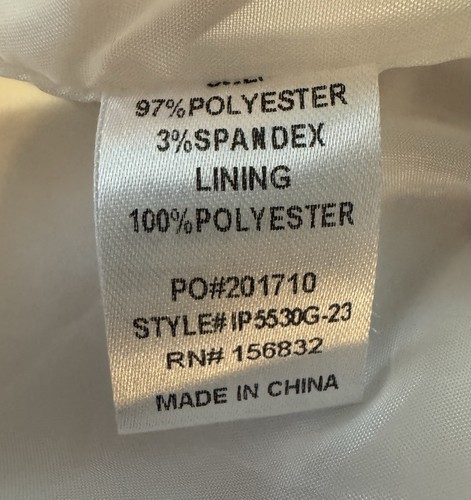 97%POLYESTER
3%SPANDEX
LINING
100%POLYESTER
PO#201710
STYLE# IP5530G-23
RN# 156832
MADE IN CHINA